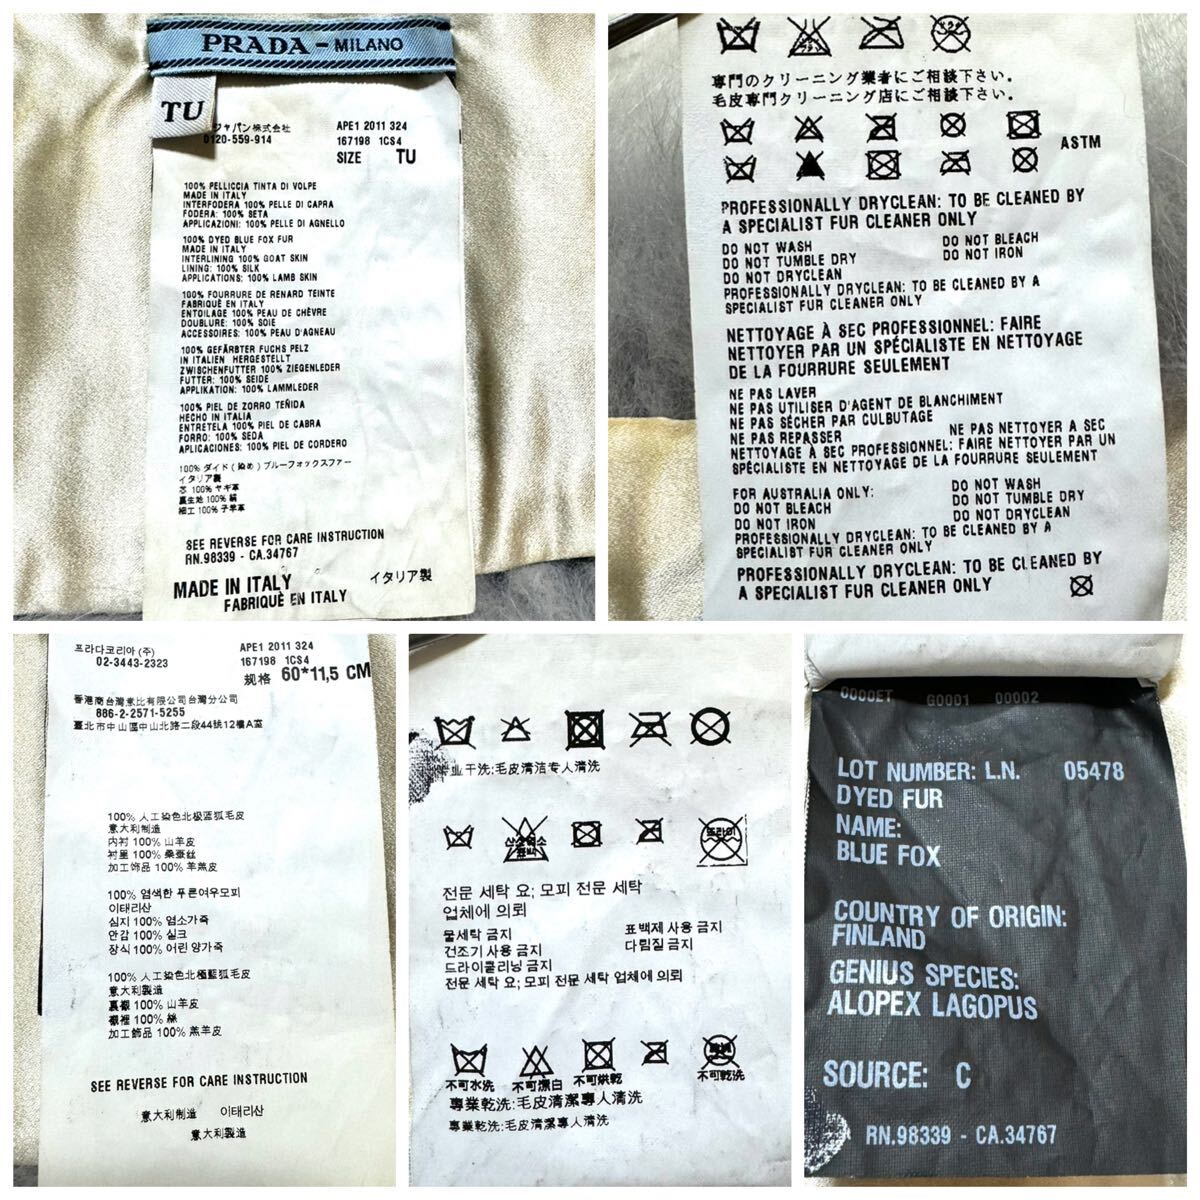 PRADA - MILANO
TU
ャパン株式会社
0120-559-914
APE1 2011 324
167198 1CS4
SIZE TU
100% PELLICCIA TINTA DI VOLPE
MADE IN ITALY
INTERFODERA 100% PELLE DI CAPRA
FODERA: 100% SETA
APPLICAZIONI: 100% PELLE DI AGNELLO
100% DYED BLUE FOX FUR
MADE IN ITALY
INTERLINING 100% GOAT SKIN
LINING: 100% SILK
APPLICATIONS: 100% LAMB SKIN
100% FOURRURE DE RENARD TEINTE
FABRIQUÉ EN ITALY
ENTOILAGE 100% PEAU DE CHÈVRE
DOUBLURE: 100% SOIE
ACCESSOIRES: 100% PEAU D'AGNEAU
100% GEFÄRBTER FUCHS PELZ
IN ITALIEN HERGESTELLT
ZWISCHENFUTTER 100% ZIEGENLEDER
FUTTER: 100% SEIDE
APPLIKATION: 100% LAMMLEDER
100% PIEL DE ZORRO TEÑIDA
HECHO EN ITALIA
ENTRETELA 100% PIEL DE CABRA
FORRO: 100% SEDA
APLICACIONES: 100% PIEL DE CORDERO
100% ダイド(染め)ブルーフォックスファー
イタリア製
芯 100% ヤギ革
裏生地 100% 絹
細工 100% 子羊革
SEE REVERSE FOR CARE INSTRUCTION
RN.98339 - CA.34767
MADE IN ITALY イタリア製
FABRIQUÉ EN ITALY
専門のクリーニング業者にご相談下さい。
毛皮専門クリーニング店にご相談下さい。
ASTM
PROFESSIONALLY DRYCLEAN: TO BE CLEANED BY
A SPECIALIST FUR CLEANER ONLY
DO NOT WASH DO NOT BLEACH
DO NOT TUMBLE DRY DO NOT IRON
DO NOT DRYCLEAN
PROFESSIONALLY DRYCLEAN: TO BE CLEANED BY A
SPECIALIST FUR CLEANER ONLY
NETTOYAGE À SEC PROFESSIONNEL: FAIRE
NETTOYER PAR UN SPÉCIALISTE EN NETTOYAGE
DE LA FOURRURE SEULEMENT
NE PAS LAVER
NE PAS UTILISER D'AGENT DE BLANCHIMENT
NE PAS SÉCHER PAR CULBUTAGE
NE PAS REPASSER NE PAS NETTOYER A SEC
NETTOYAGE À SEC PROFESSIONNEL: FAIRE NETTOYER PAR UN
SPÉCIALISTE EN NETTOYAGE DE LA FOURRURE SEULEMENT
FOR AUSTRALIA ONLY: DO NOT WASH
DO NOT BLEACH DO NOT TUMBLE DRY
DO NOT IRON DO NOT DRYCLEAN
PROFESSIONALLY DRYCLEAN: TO BE CLEANED BY A
SPECIALIST FUR CLEANER ONLY
PROFESSIONALLY DRYCLEAN: TO BE CLEANED BY
A SPECIALIST FUR CLEANER ONLY
프라다코리아 (주)
02-3443-2323
APE1 2011 324
167198 1CS4
规格 60*11,5 CM
香港商台灣意比有限公司台灣分公司
886-2-2571-5255
臺北市中山區中山北路二段44號12樓A室
100% 人工染色北极蓝狐毛皮
意大利制造
内衬 100% 山羊皮
衬里 100% 桑蚕丝
加工饰品 100% 羊羔皮
100% 염색한 푸른여우모피
이태리산
심지 100% 염소가죽
안감 100% 실크
장식 100% 어린 양가죽
100% 人工染色北極藍狐毛皮
意大利製造
裏襯 100% 山羊皮
襯裡 100% 絲
加工飾品 100% 羔羊皮
SEE REVERSE FOR CARE INSTRUCTION
意大利制造 이태리산
意大利製造
业干洗:毛皮清洁专人清洗
산소염소
표백
드라이
전문 세탁 요; 모피 전문 세탁
업체에 의뢰
물세탁 금지 표백제 사용 금지
건조기 사용 금지 다림질 금지
드라이클리닝 금지
전문 세탁 요; 모피 전문 세탁 업체에 의뢰
不可水洗 不可漂白 不可烘乾 不可乾洗
專業乾洗:毛皮清潔專人清洗
專業乾洗:毛皮清潔專人清洗
0000ET G0001 00002
LOT NUMBER: L.N. 05478
DYED FUR
NAME:
BLUE FOX
COUNTRY OF ORIGIN:
FINLAND
GENIUS SPECIES:
ALOPEX LAGOPUS
SOURCE: C
RN.98339 - CA.34767